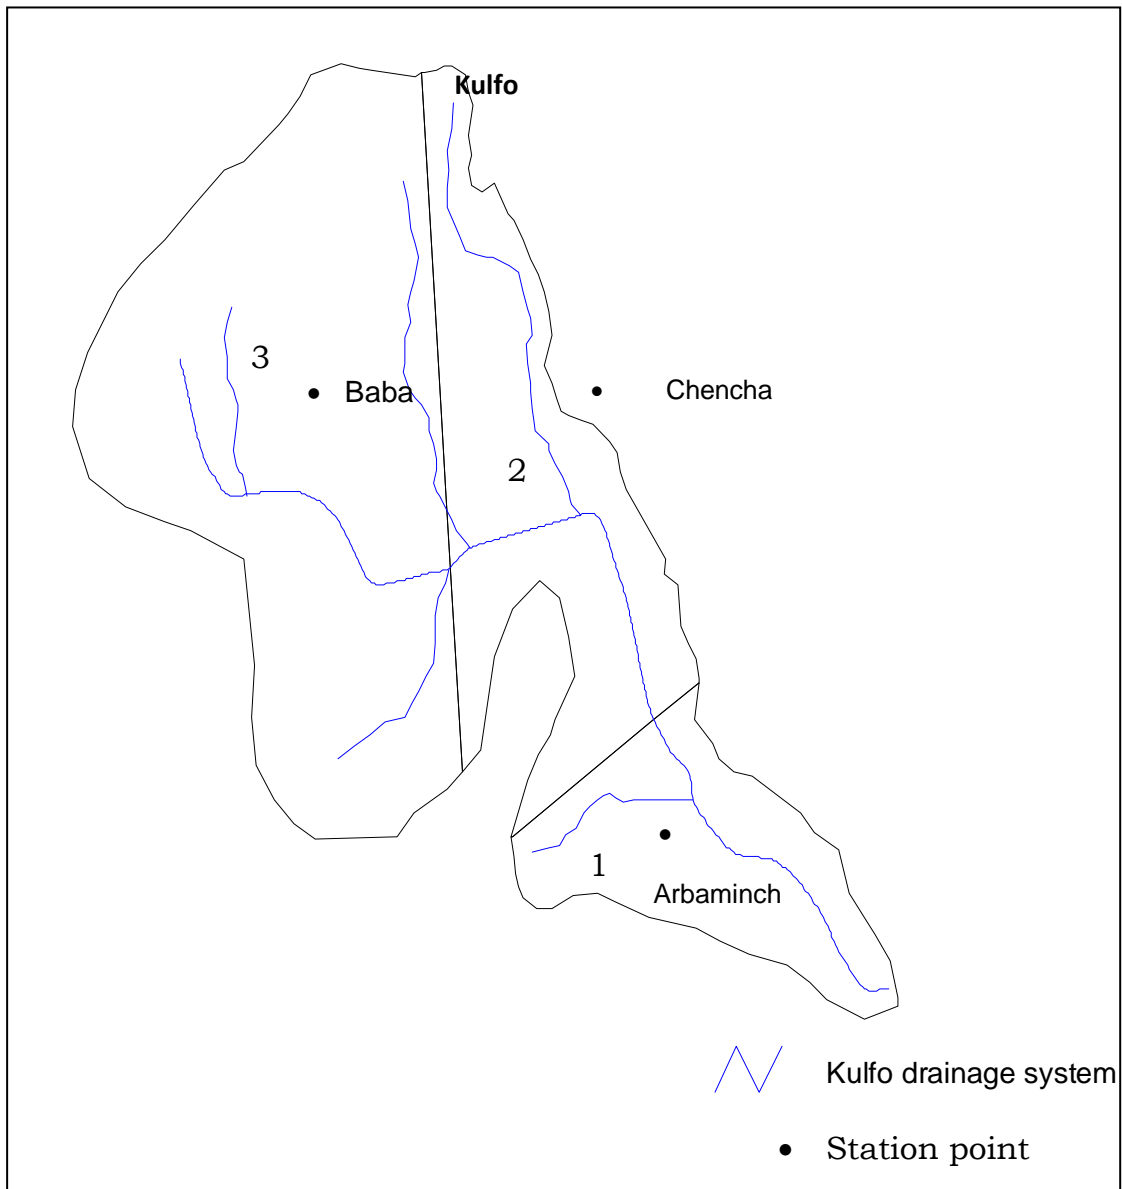 Kulfo
3
Baba
Chencha
2
1
Arbaminch
Kulfo drainage system
Station point